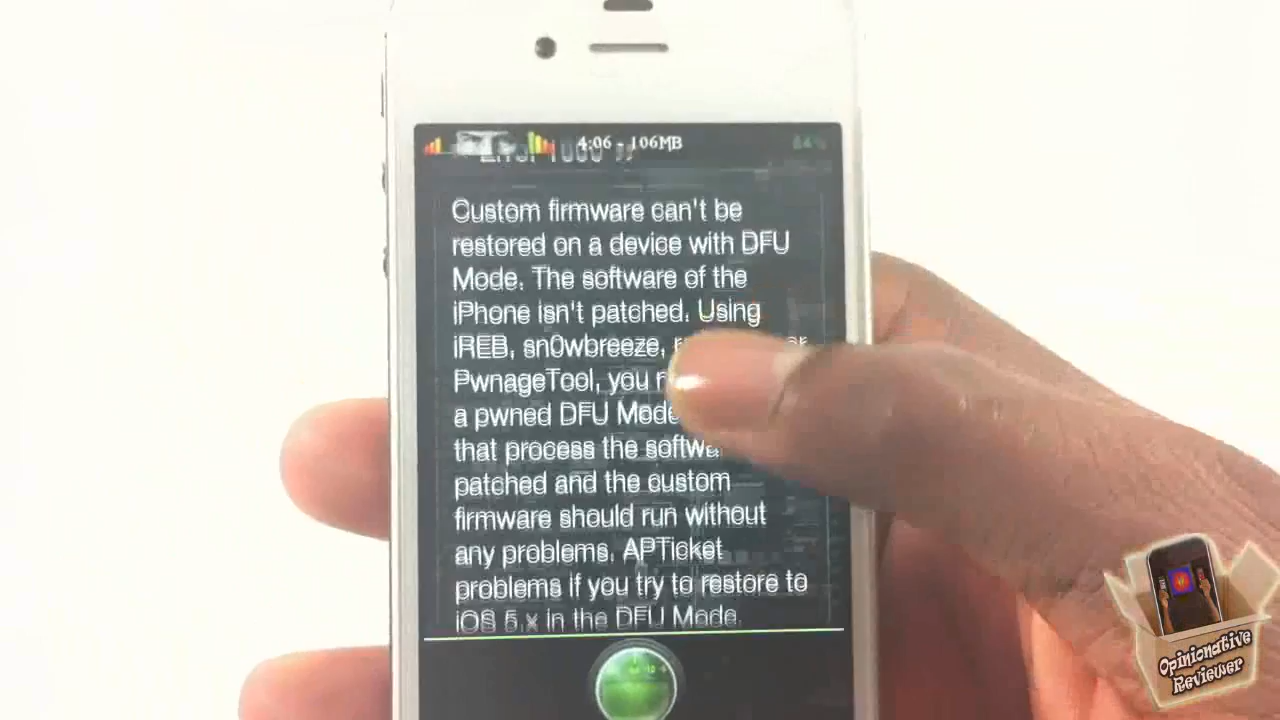 4:06 - 106MB
84%
Error 1600
Custom firmware can't be
restored on a device with DFU
Mode. The software of the
iPhone isn't patched. Using
iREB, sn0wbreeze,
PwnageTool, you
a pwned DFU Mode
that process the
patched and the custom
firmware should run without
any problems. APTicket
problems if you try to restore to
iOS 5.x in the DFU Mode.
Opinionative
Reviewer